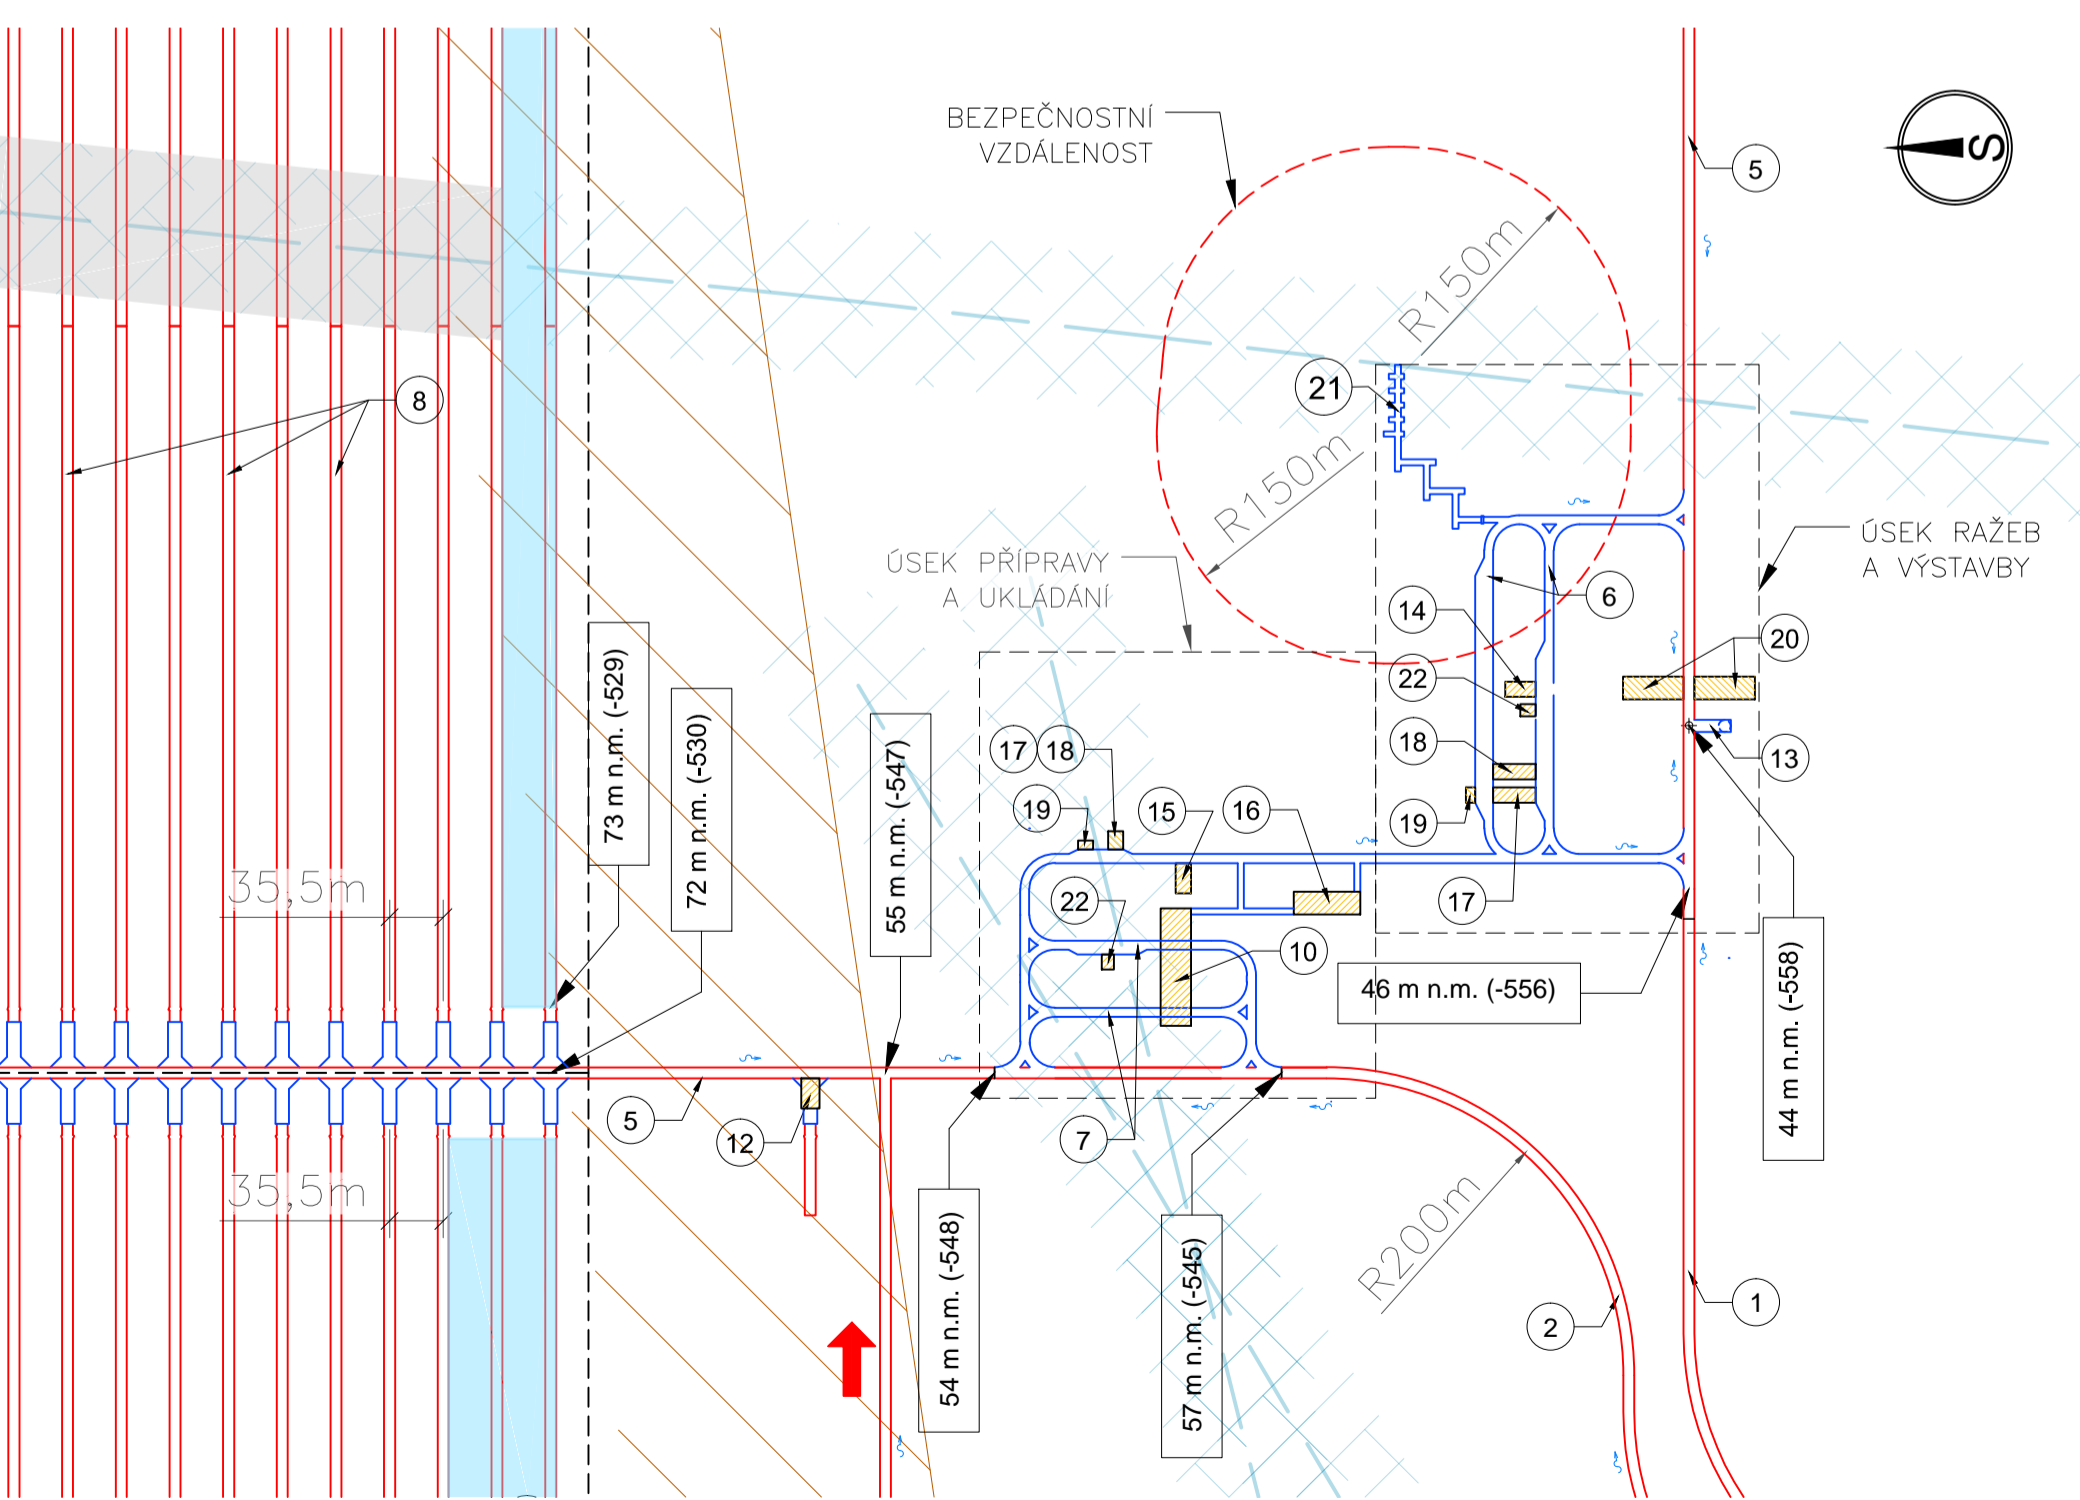 BEZPEČNOSTNÍ
VZDÁLENOST
S
5
R150m
8
21
R150m
ÚSEK RAŽEB
A VÝSTAVBY
ÚSEK PŘÍPRAVY
A UKLÁDÁNÍ
14
6
22
20
73 m n.m. (-529)
72 m n.m. (-530)
55 m n.m. (-547)
17
18
18
13
19
15
16
19
35,5m
22
17
10
46 m n.m. (-556)
44 m n.m. (-558)
5
12
7
35,5m
54 m n.m. (-548)
57 m n.m. (-545)
R200m
2
1